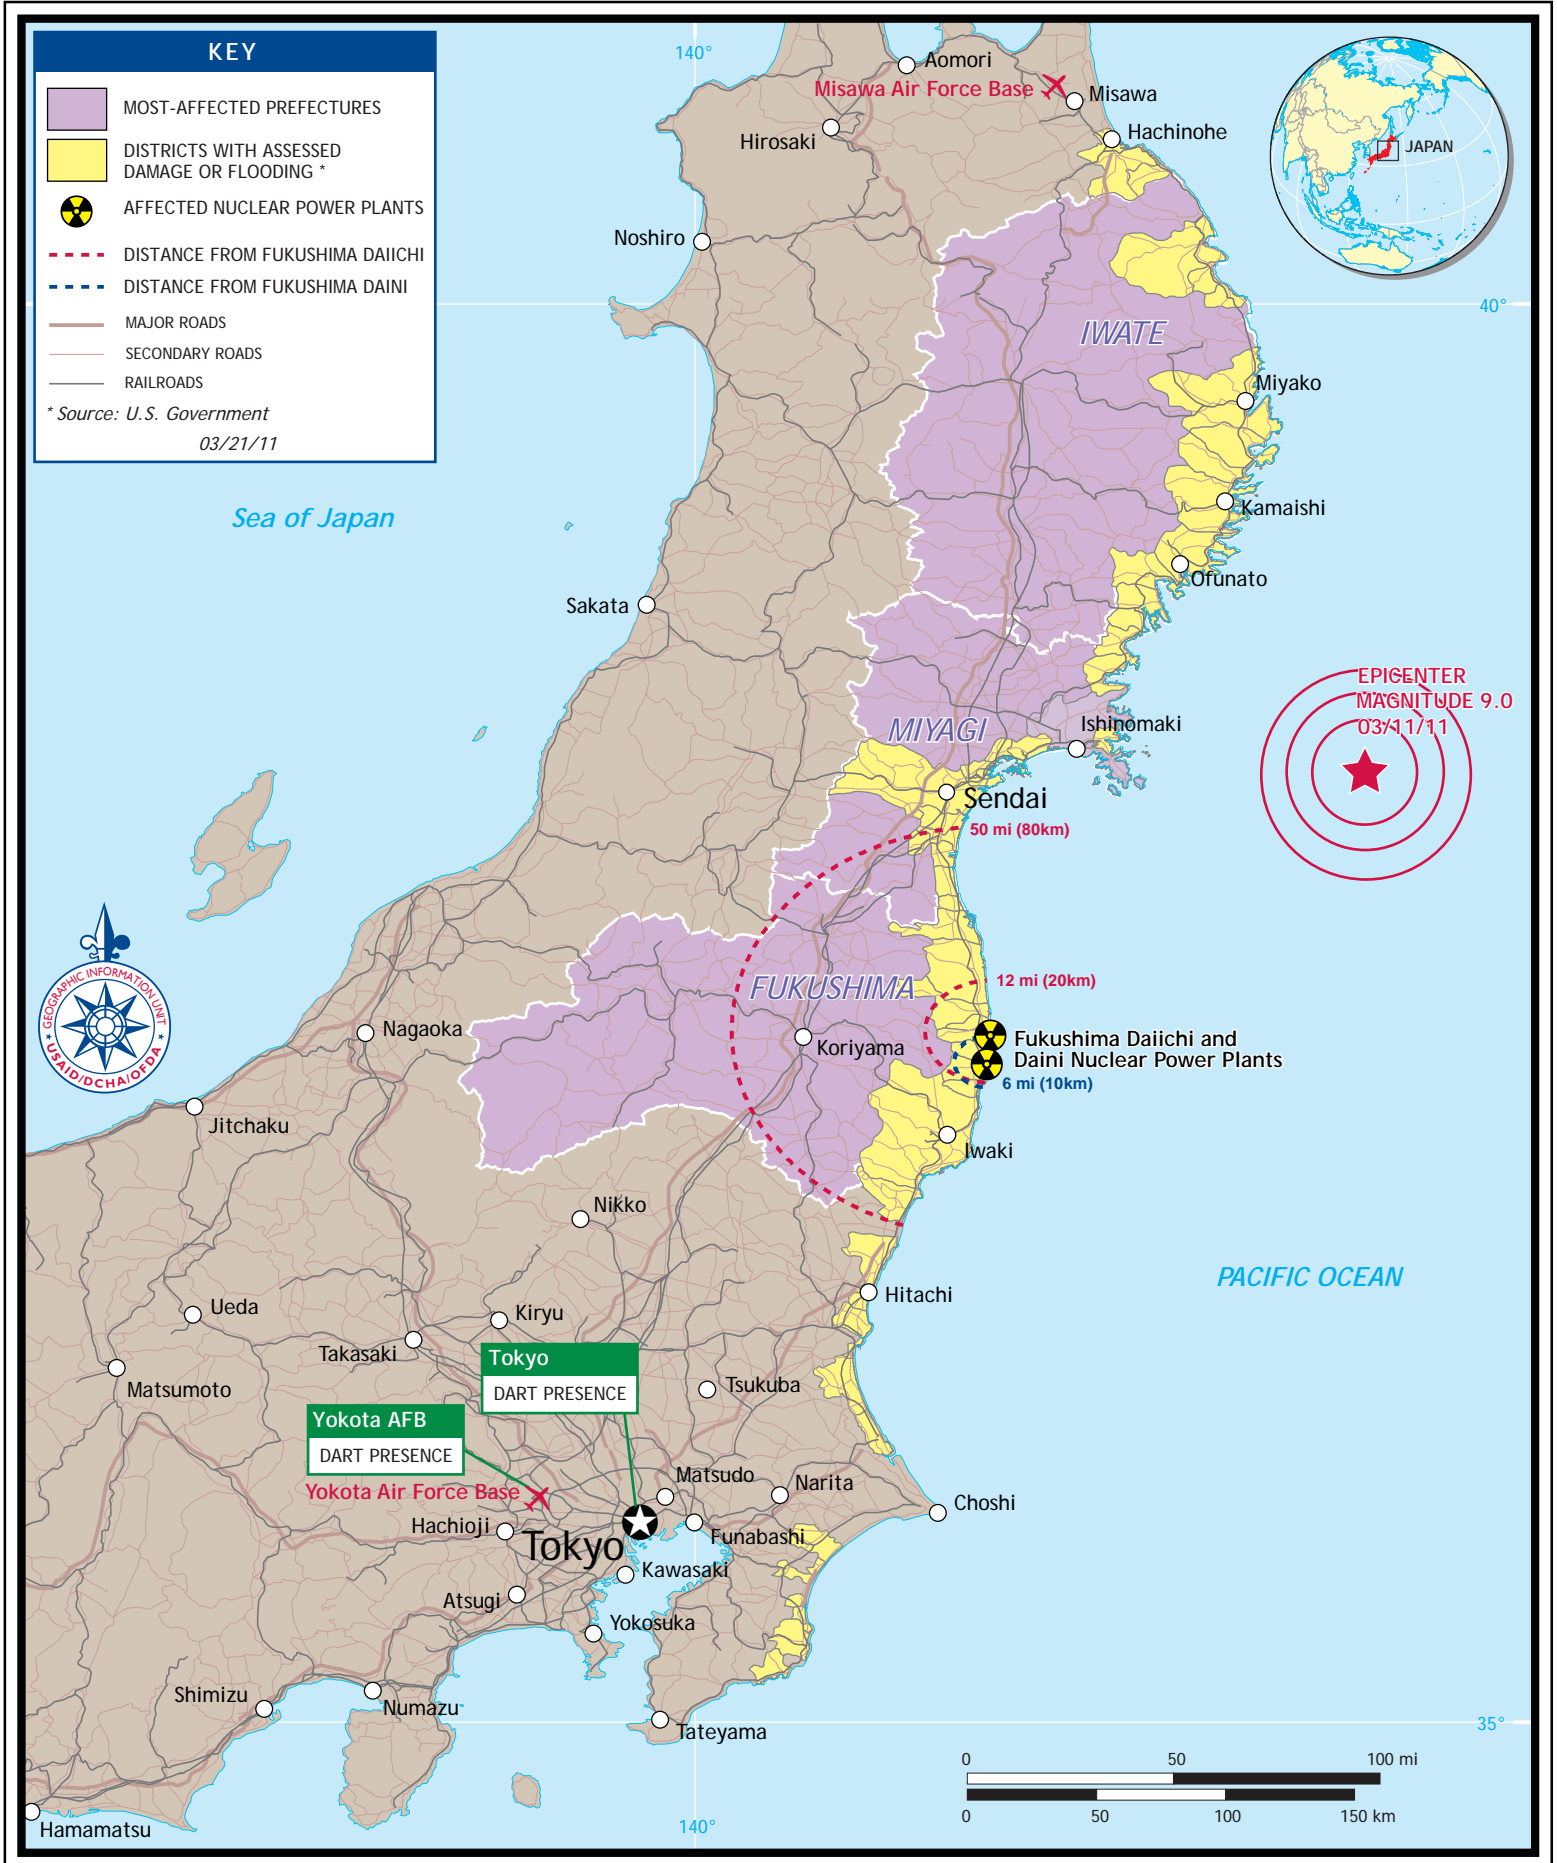 KEY
MOST-AFFECTED PREFECTURES
DISTRICTS WITH ASSESSED
DAMAGE OR FLOODING *
AFFECTED NUCLEAR POWER PLANTS
DISTANCE FROM FUKUSHIMA DAIICHI
DISTANCE FROM FUKUSHIMA DAINI
MAJOR ROADS
SECONDARY ROADS
RAILROADS
* Source: U.S. Government
03/21/11
140°
Aomori
Misawa Air Force Base
Misawa
Hirosaki
Hachinohe
JAPAN
Noshiro
40°
IWATE
Miyako
Sea of Japan
Kamaishi
Ofunato
Sakata
EPICENTER
MAGNITUDE 9.0
03/11/11
MIYAGI
Ishinomaki
Sendai
50 mi (80km)
12 mi (20km)
FUKUSHIMA
GEOGRAPHIC INFORMATION UNIT
★ USAID/DCHA/OFDA ★
Nagaoka
Koriyama
Fukushima Daiichi and
Daini Nuclear Power Plants
6 mi (10km)
Jitchaku
Iwaki
Nikko
PACIFIC OCEAN
Ueda
Kiryu
Hitachi
Takasaki
Tokyo
DART PRESENCE
Matsumoto
Tsukuba
Yokota AFB
DART PRESENCE
Yokota Air Force Base
Matsudo
Narita
Choshi
Hachioji
Tokyo
Funabashi
Kawasaki
Atsugi
Yokosuka
Shimizu
Numazu
Tateyama
35°
0 50 100 mi
0 50 100 150 km
Hamamatsu
140°